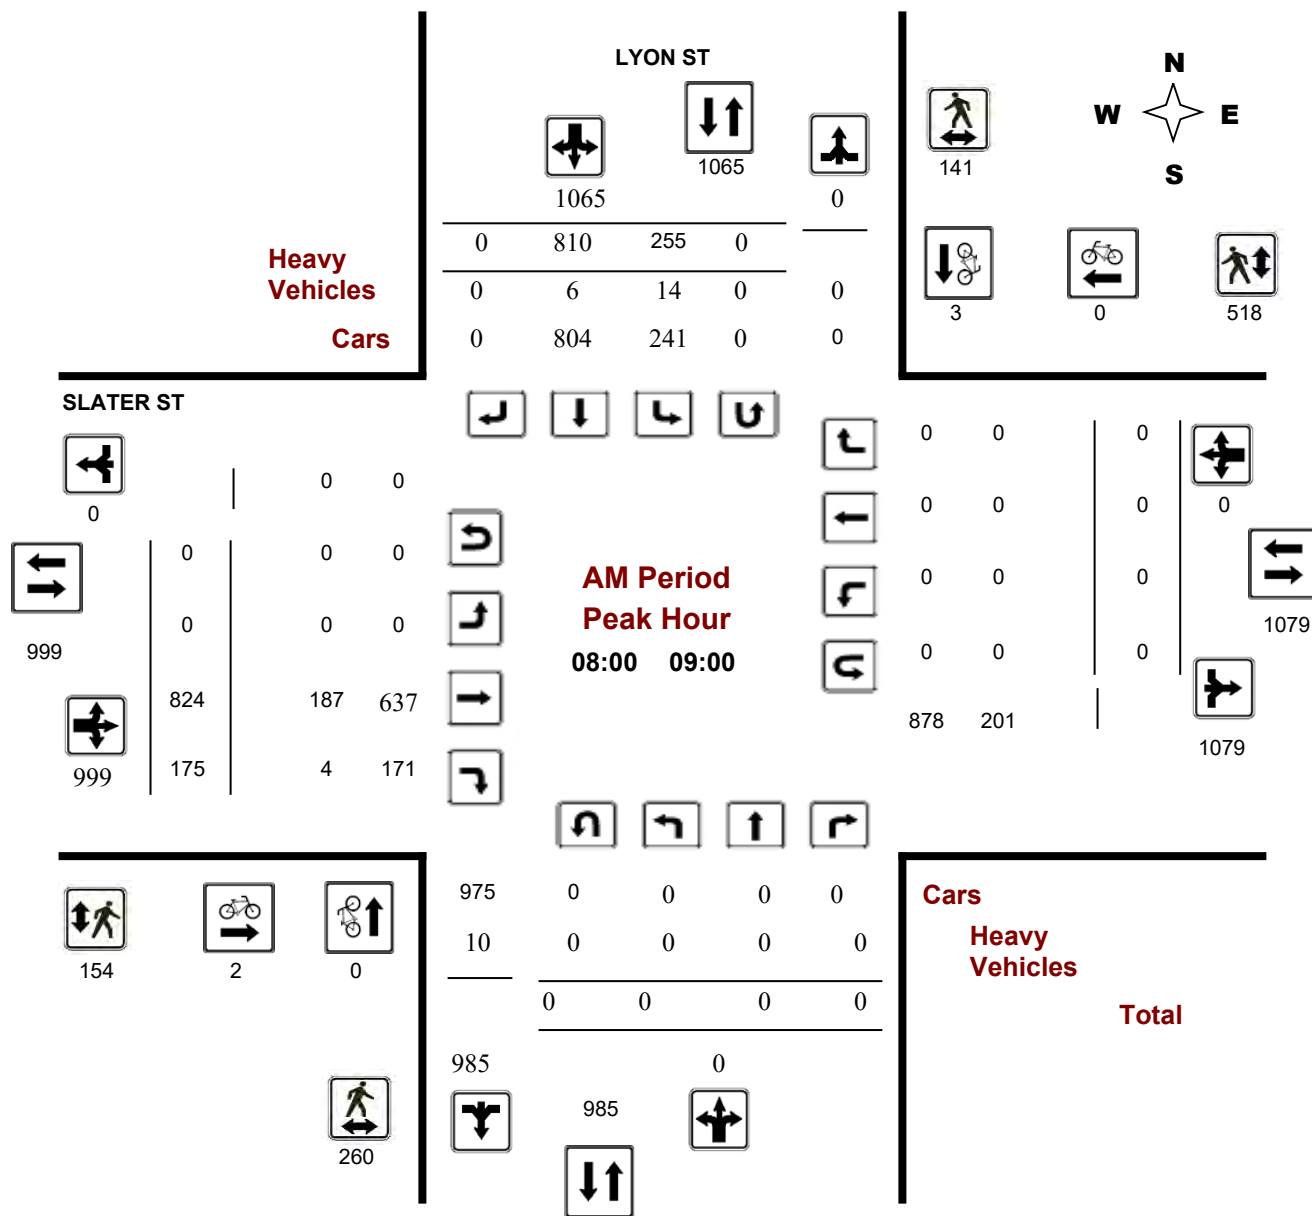 LYON ST
N
W E
S
1065
141
1065 0
0 810 255 0
Heavy
Vehicles 0 6 14 0 0
Cars 0 804 241 0 0
3 0 518
SLATER ST
0 0 0
0 0 0
0 0 0 0
0 0 0
0 0 0
AM Period
0 0 0
Peak Hour
0 0 0
999
1079
08:00 09:00
0 0 0
824 187 637
878 201
1079
999 175 4 171
975 0 0 0 0
Cars
10 0 0 0 0
Heavy
Vehicles
154 2 0
0 0 0 0
Total
985 0
985
260